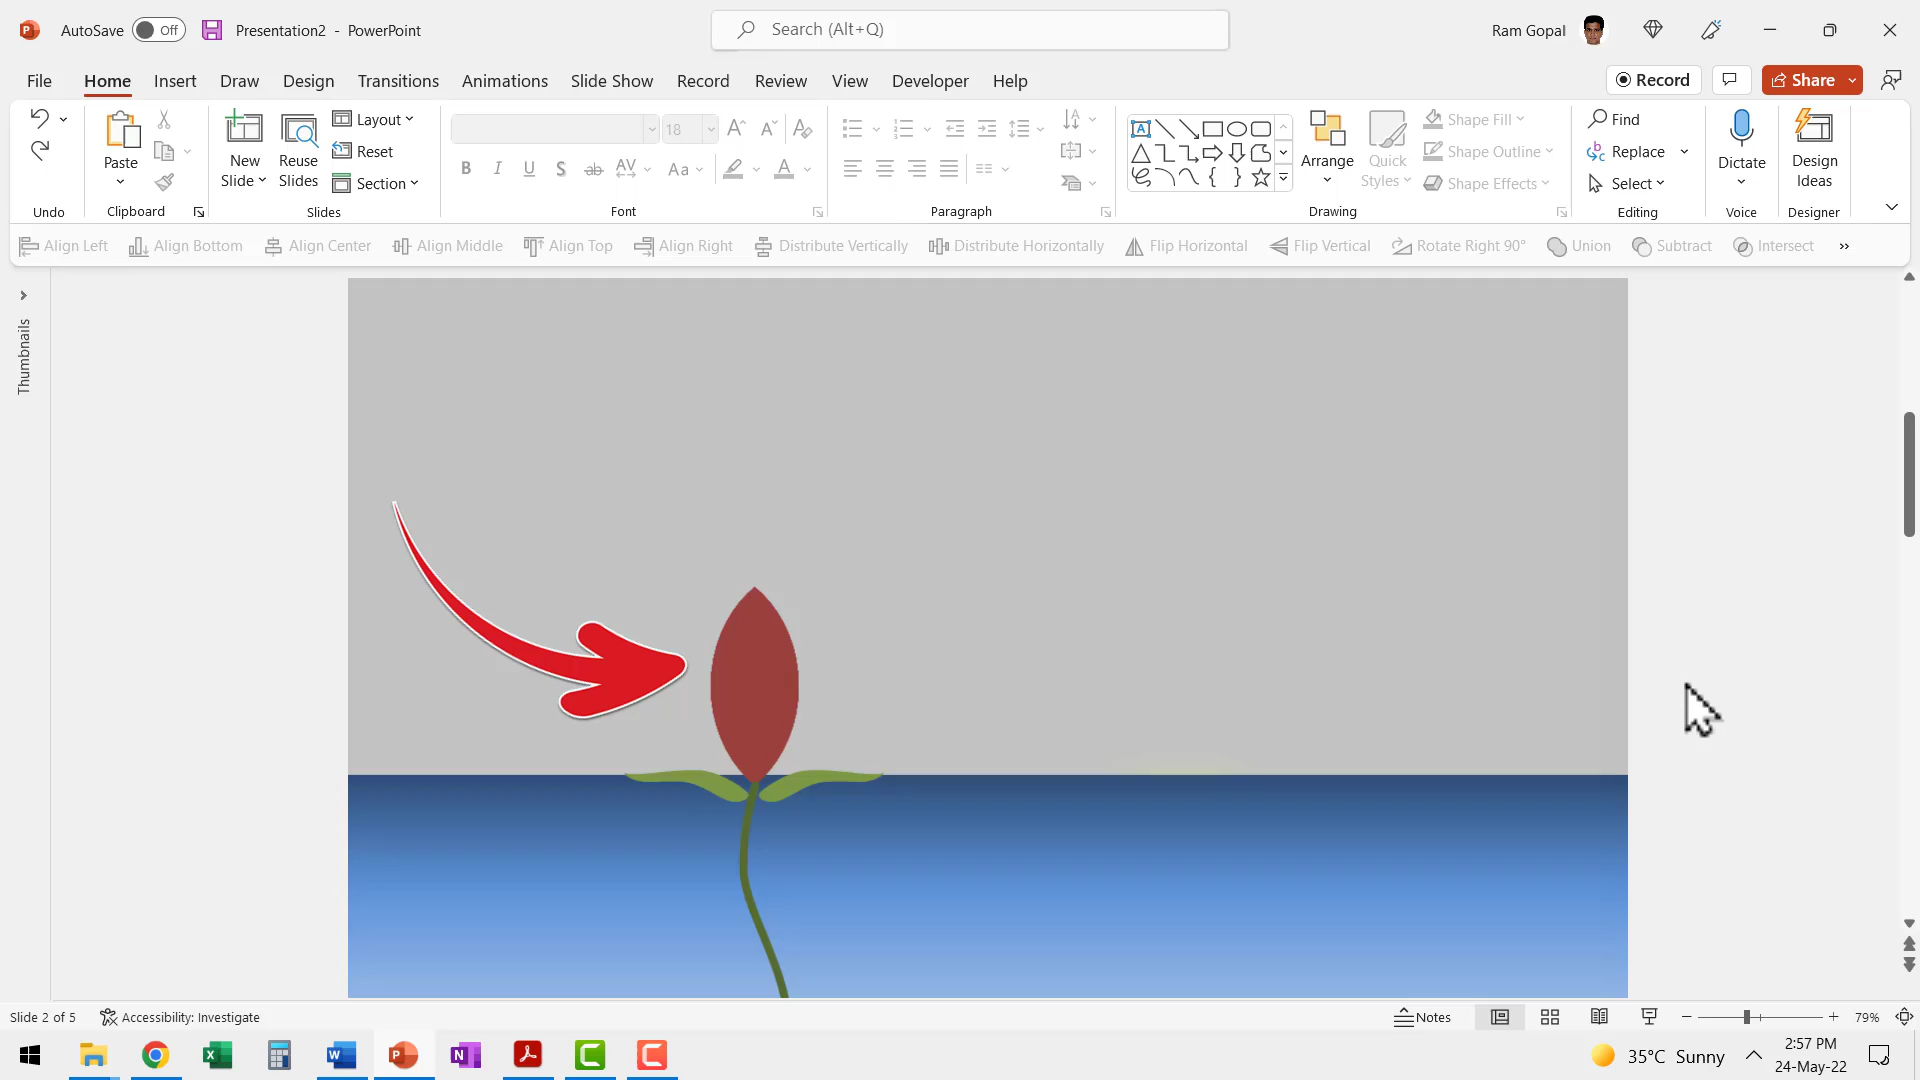 AutoSave Off Presentation2 - PowerPoint Search (Alt+Q) Ram Gopal
File Home Insert Draw Design Transitions Animations Slide Show Record Review View Developer Help Record Share
Paste New Slide Reuse Slides Layout Reset Section 18 Shape Fill Shape Outline Shape Effects Arrange Quick Styles Find Replace Select Dictate Design Ideas
Undo Clipboard Slides Font Paragraph Drawing Editing Voice Designer
Align Left Align Bottom Align Center Align Middle Align Top Align Right Distribute Vertically Distribute Horizontally Flip Horizontal Flip Vertical Rotate Right 90° Union Subtract Intersect
Thumbnails
Slide 2 of 5 Accessibility: Investigate Notes 79%
35°C Sunny 2:57 PM
24-May-22